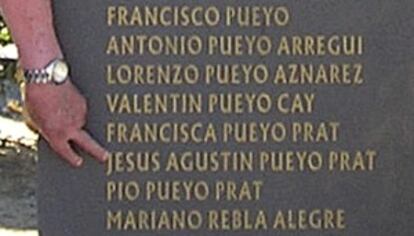 FRANCISCO PUEYO
ANTONIO PUEYO ARREGUI
LORENZO PUEYO AZNAREZ
VALENTIN PUEYO CAY
FRANCISCA PUEYO PRAT
JESUS AGUSTIN PUEYO PRAT
PIO PUEYO PRAT
MARIANO REBLA ALEGRE